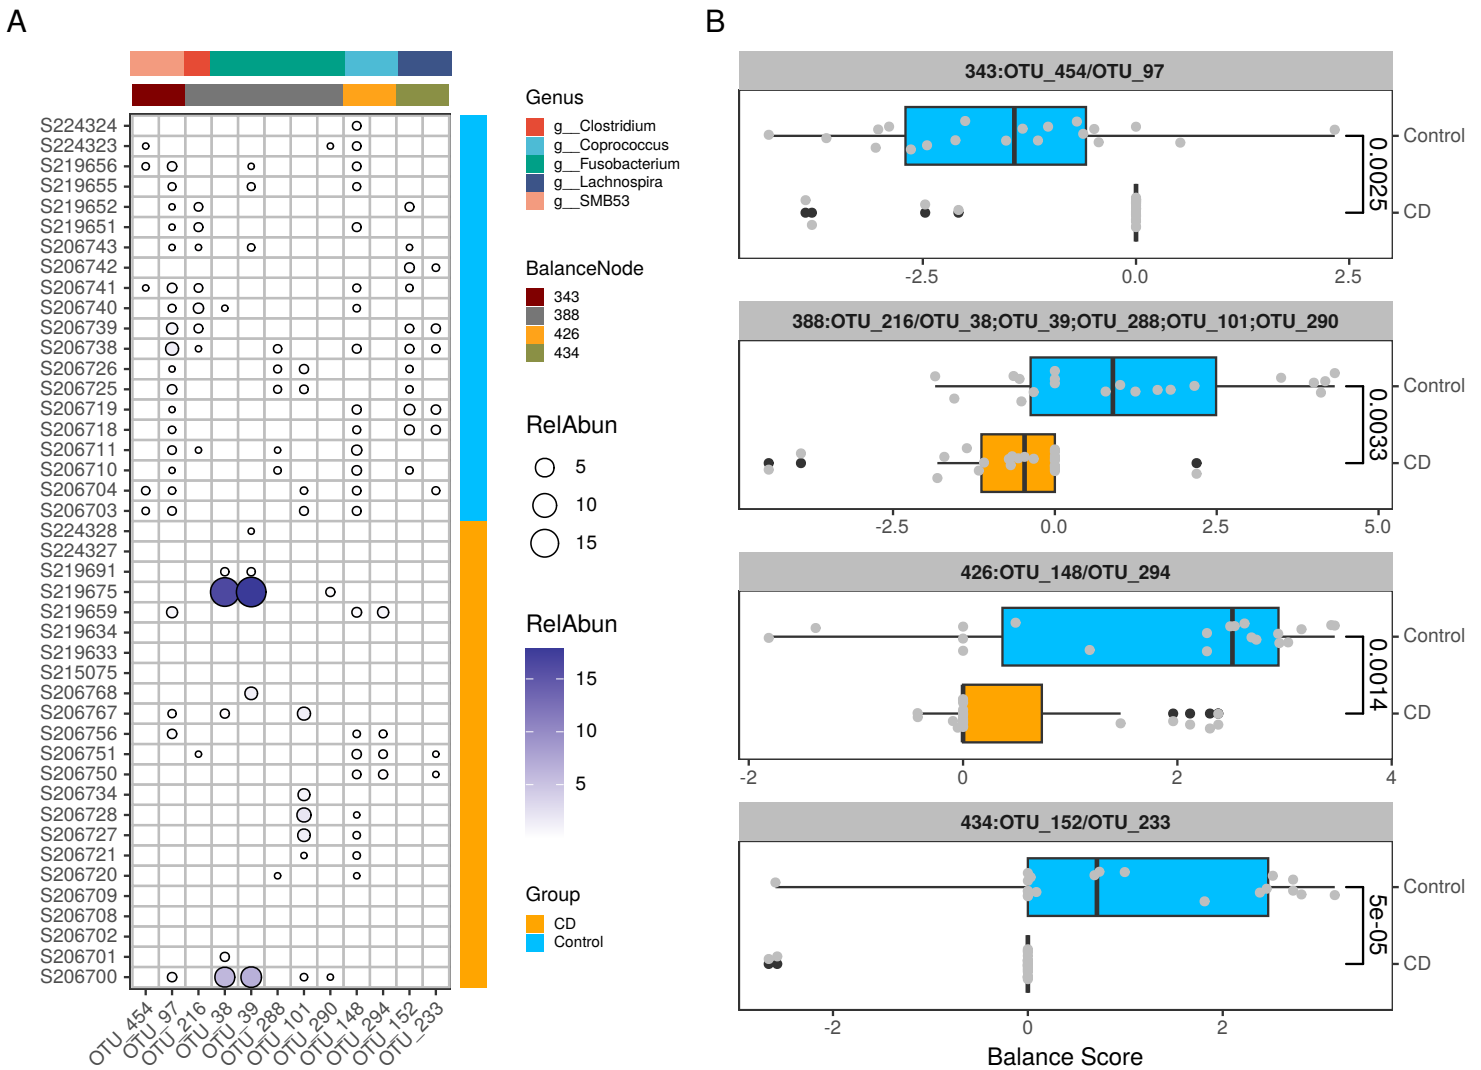 A
S224324
S224323
S219656
S219655
S219652
S219651
S206743
S206742
S206741
S206740
S206739
S206738
S206726
S206725
S206719
S206718
S206711
S206710
S206704
S206703
S224328
S224327
S219691
S219675
S219659
S219634
S219633
S215075
S206768
S206767
S206756
S206751
S206750
S206734
S206728
S206727
S206721
S206720
S206709
S206708
S206702
S206701
S206700
OTU_454
OTU_97
OTU_216
OTU_38
OTU_39
OTU_288
OTU_101
OTU_290
OTU_148
OTU_294
OTU_152
OTU_233
Genus
g__Clostridium
g__Coprococcus
g__Fusobacterium
g__Lachnospira
g__SMB53
BalanceNode
343
388
426
434
RelAbun
5
10
15
RelAbun
15
10
5
Group
CD
Control
B
343:OTU_454/OTU_97
Control
CD
0.0025
-2.5 0.0 2.5
388:OTU_216/OTU_38;OTU_39;OTU_288;OTU_101;OTU_290
Control
CD
0.0033
-2.5 0.0 2.5 5.0
426:OTU_148/OTU_294
Control
CD
0.0014
-2 0 2 4
434:OTU_152/OTU_233
Control
CD
5e-05
-2 0 2
Balance Score